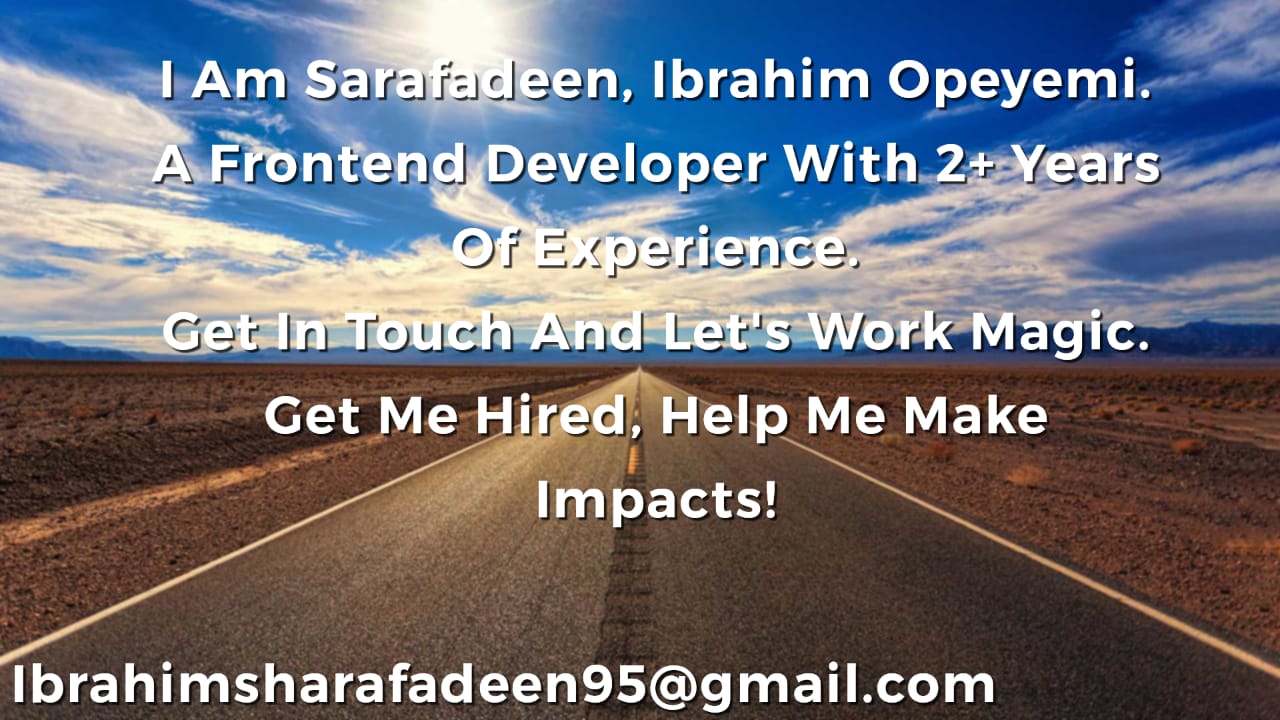 I Am Sarafadeen, Ibrahim Opeyemi.
A Frontend Developer With 2+ Years
Of Experience.
Get In Touch And Let's Work Magic.
Get Me Hired, Help Me Make
Impacts!
Ibrahimsharafadeen95@gmail.com